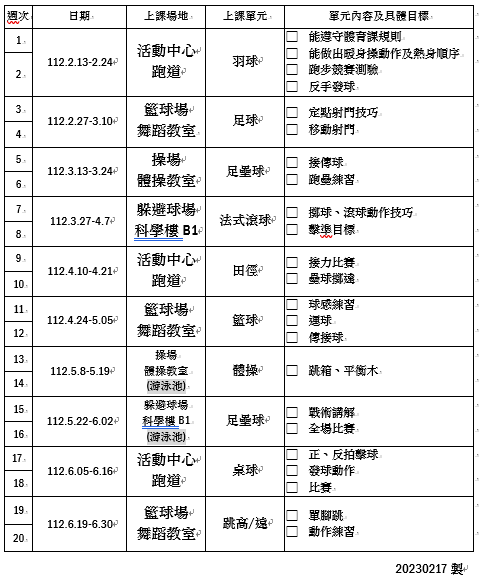 週次 日期 上課場地 上課單元 單元內容及具體目標
1
2
112.2.13-2.24
活動中心
跑道
羽球
□ 能遵守體育課規則
□ 能做出暖身操動作及熱身順序
□ 跑步競賽測驗
□ 反手發球
3
4
112.2.27-3.10
籃球場
舞蹈教室
足球
□ 定點射門技巧
□ 移動射門
5
6
112.3.13-3.24
操場
體操教室
足壘球
□ 接傳球
□ 跑壘練習
7
8
112.3.27-4.7
躲避球場
科學樓 B1
法式滾球
□ 擲球、滾球動作技巧
□ 擊準目標
9
10
112.4.10-4.21
活動中心
跑道
田徑
□ 接力比賽
□ 壘球擲遠
11
12
112.4.24-5.05
籃球場
舞蹈教室
籃球
□ 球感練習
□ 運球
□ 傳接球
13
14
112.5.8-5.19
操場
體操教室
(游泳池)
體操
□ 跳箱、平衡木
15
16
112.5.22-6.02
躲避球場
科學樓 B1
(游泳池)
足壘球
□ 戰術講解
□ 全場比賽
17
18
112.6.05-6.16
活動中心
跑道
桌球
□ 正、反拍擊球
□ 發球動作
□ 比賽
19
20
112.6.19-6.30
籃球場
舞蹈教室
跳高/遠
□ 單腳跳
□ 動作練習
20230217 製